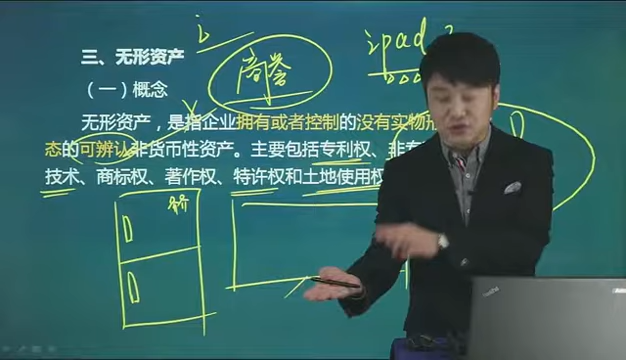 i
ipad
三、无形资产
商誉
（一）概念
无形资产，是指企业拥有或者控制的没有实物形
态的可辨认非货币性资产。主要包括专利权、非专
技术、商标权、著作权、特许权和土地使用权
ThinkPad